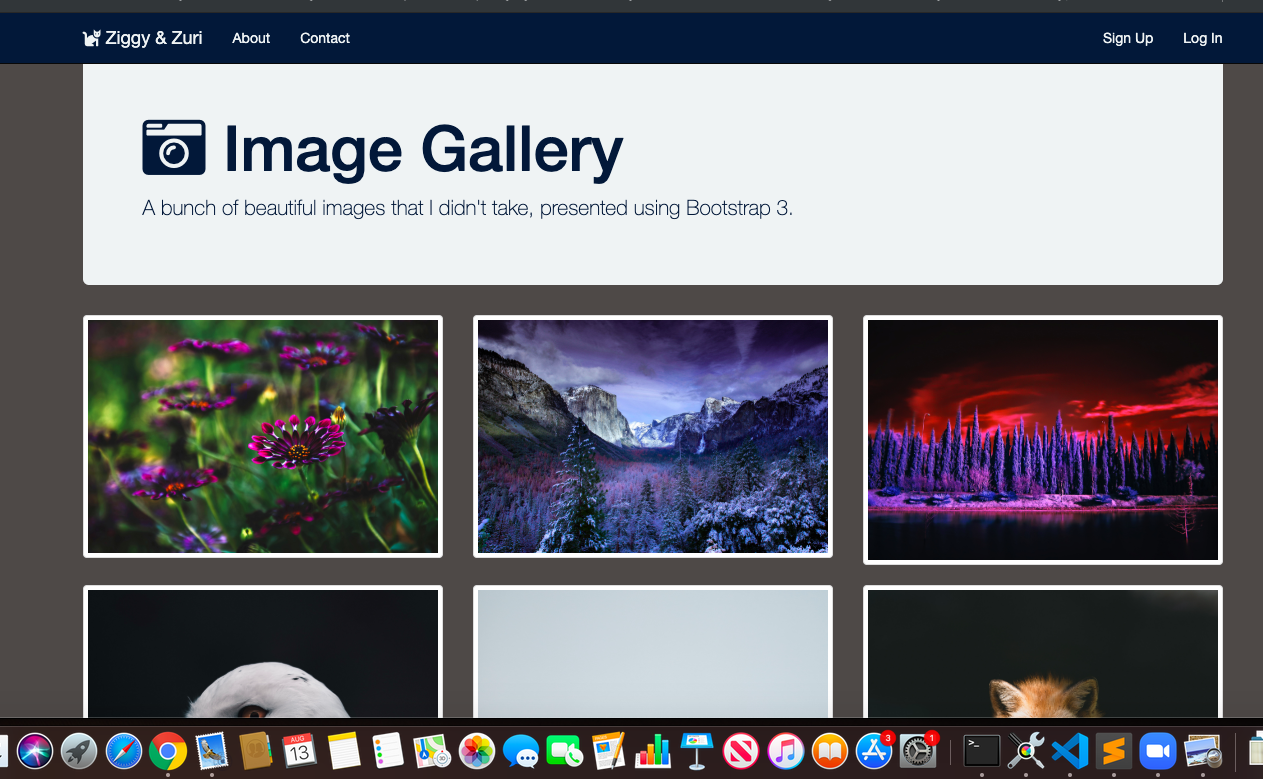 Ziggy & Zuri About Contact Sign Up Log In
Image Gallery
A bunch of beautiful images that I didn't take, presented using Bootstrap 3.
AUG
13
3
1